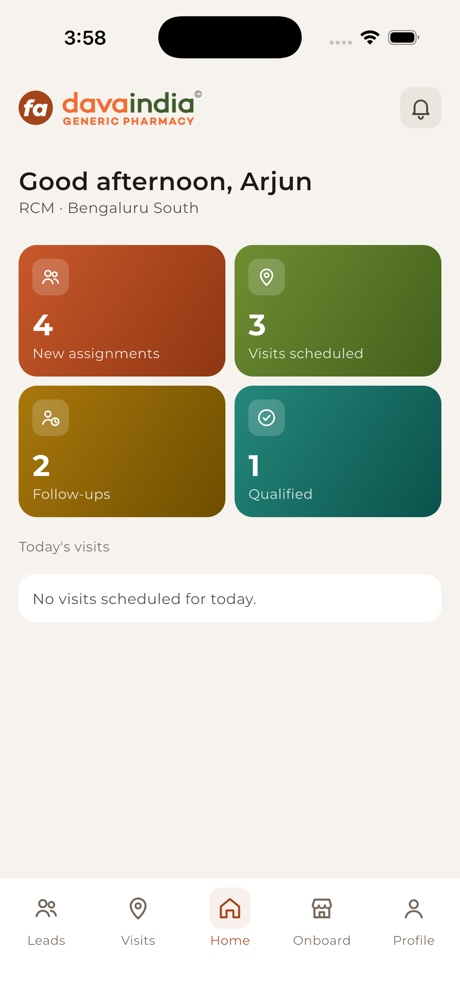 3:58
fa davaindia©
GENERIC PHARMACY
Good afternoon, Arjun
RCM · Bengaluru South
4
New assignments
3
Visits scheduled
2
Follow-ups
1
Qualified
Today's visits
No visits scheduled for today.
Leads
Visits
Home
Onboard
Profile